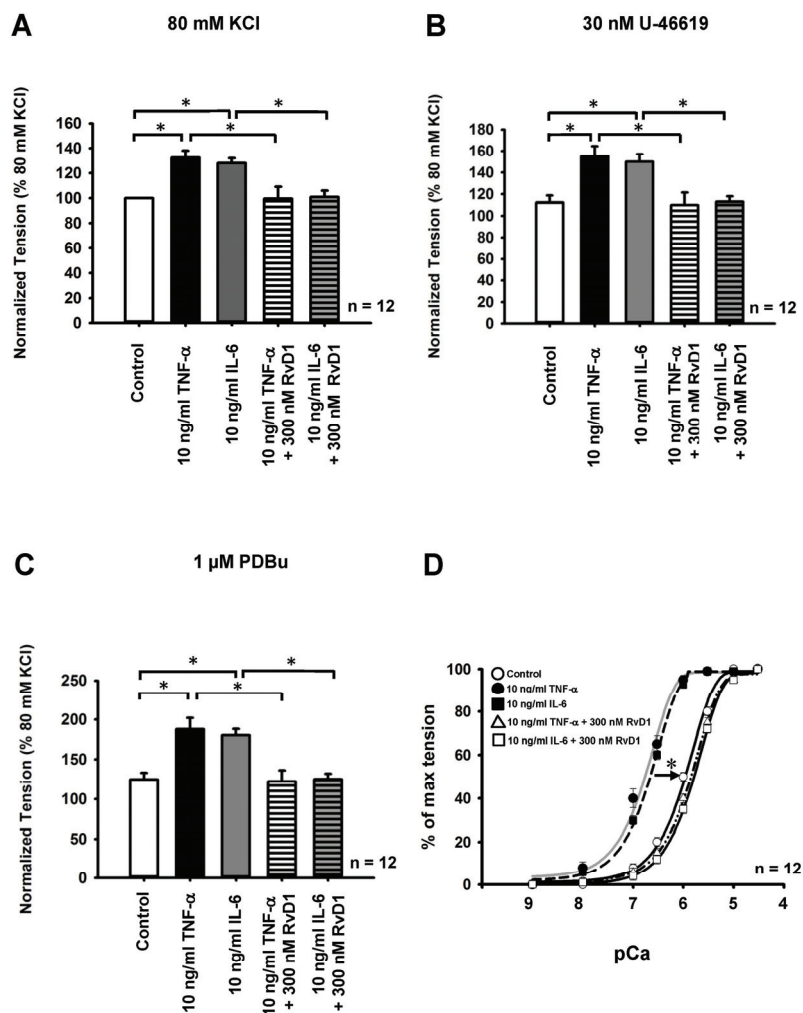 A
80 mM KCl
Normalized Tension (% 80 mM KCl)
160
140
120
100
80
60
40
20
0
*
*
*
*
n = 12
Control
10 ng/ml TNF-α
10 ng/ml IL-6
10 ng/ml TNF-α
+ 300 nM RvD1
10 ng/ml IL-6
+ 300 nM RvD1
B
30 nM U-46619
Normalized Tension (% 80 mM KCl)
180
160
140
120
100
80
60
40
20
0
*
*
*
*
n = 12
Control
10 ng/ml TNF-α
10 ng/ml IL-6
10 ng/ml TNF-α
+ 300 nM RvD1
10 ng/ml IL-6
+ 300 nM RvD1
C
1 µM PDBu
Normalized Tension (% 80 mM KCl)
250
200
150
100
50
0
*
*
*
*
n = 12
Control
10 ng/ml TNF-α
10 ng/ml IL-6
10 ng/ml TNF-α
+ 300 nM RvD1
10 ng/ml IL-6
+ 300 nM RvD1
D
% of max tension
100
80
60
40
20
0
Control
10 ng/ml TNF-α
10 ng/ml IL-6
10 ng/ml TNF-α + 300 nM RvD1
10 ng/ml IL-6 + 300 nM RvD1
*
n = 12
9 8 7 6 5 4
pCa